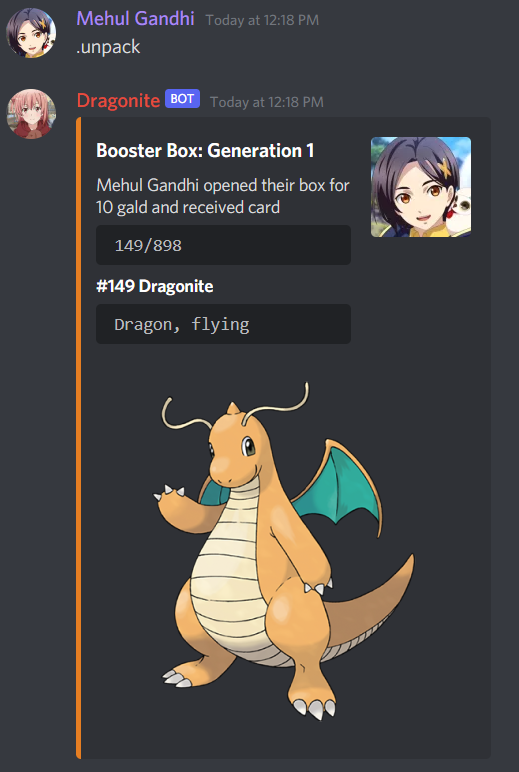 Mehul Gandhi Today at 12:18 PM
.unpack
Dragonite BOT Today at 12:18 PM
Booster Box: Generation 1
Mehul Gandhi opened their box for
10 gald and received card
149/898
#149 Dragonite
Dragon, flying